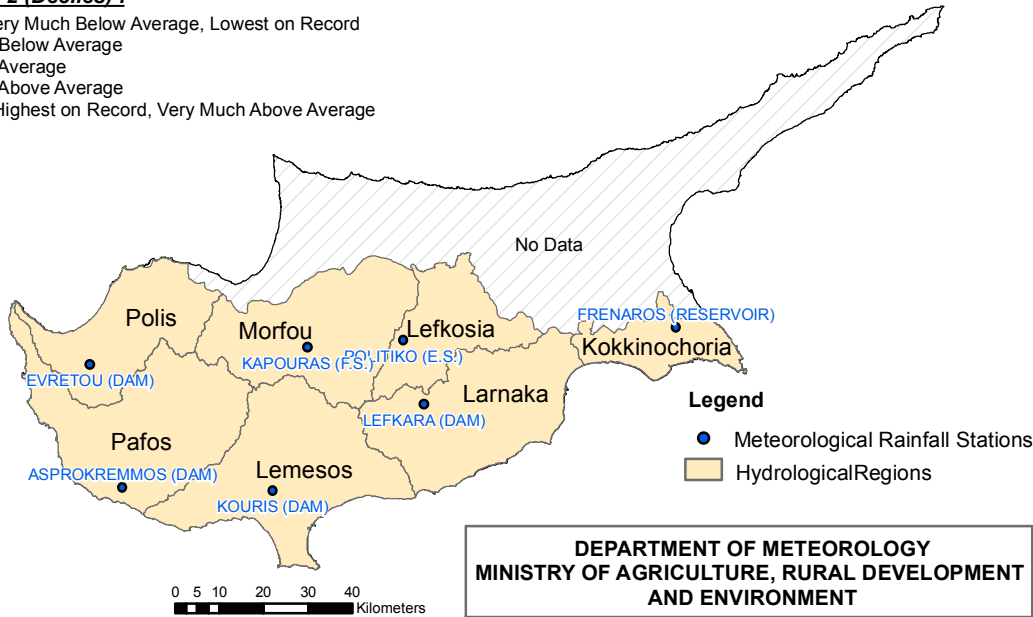 Below Average
Average
Above Average
Highest on Record, Very Much Above Average
Much Below Average, Lowest on Record
No Data
FRENAROS (RESERVOIR)
Polis
Morfou
Lefkosia
Kokkinochoria
KAPOURAS (F.S.)
POLITIKO (E.S.)
EVRETOU (DAM)
Larnaka
LEFKARA (DAM)
Legend
Meteorological Rainfall Stations
HydrologicalRegions
Pafos
ASPROKREMMOS (DAM)
Lemesos
KOURIS (DAM)
0 5 10 20 30 40
Kilometers
DEPARTMENT OF METEOROLOGY
MINISTRY OF AGRICULTURE, RURAL DEVELOPMENT
AND ENVIRONMENT